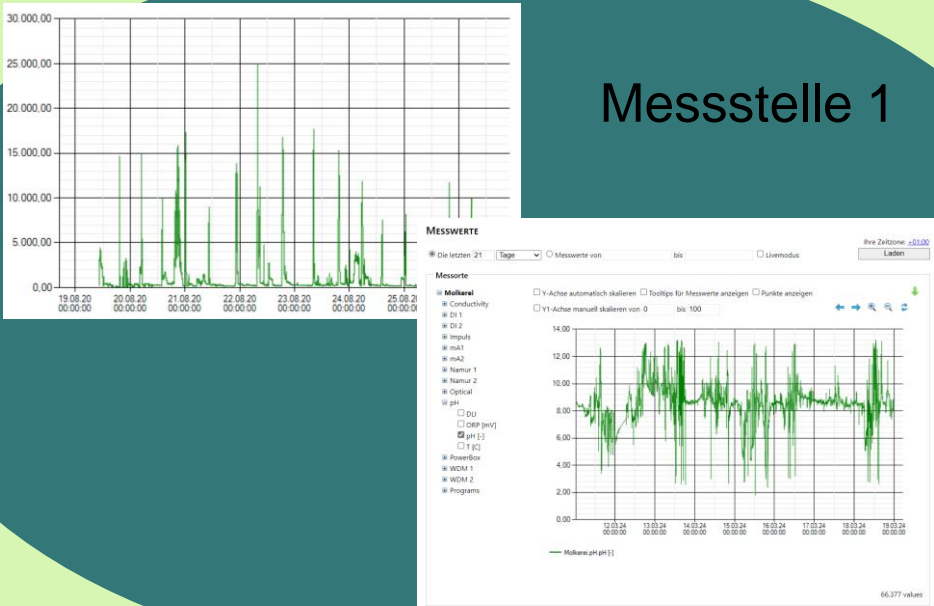 30.000,00
25.000,00
20.000,00
15.000,00
10.000,00
5.000,00
0.00
19.08.20 20.08.20 21.08.20 22.08.20 23.08.20 24.08.20 25.08.2
00:00:00 00:00:00 00:00:00 00:00:00 00:00:00 00:00:00 00:00:0
Messstelle 1
MESSWERTE
Ihre Zeitzone: +01:00
Die letzten 21 Tage Messwerte von bis Livemodus Laden
Messorte
Molkerei
Conductivity
DI 1
DI 2
Impuls
mA1
mA2
Namur 1
Namur 2
Optical
pH
DLI
ORP [mV]
pH [-]
T [C]
PowerBox
WDM 1
WDM 2
Programs
Y-Achse automatisch skalieren Tooltips für Messwerte anzeigen Punkte anzeigen
Y1-Achse manuell skalieren von 0 bis 100
14.00
12,00
10.00
8,00
6,00
4,00
2.00
0.00
12.03.24 13.03.24 14.03.24 15.03.24 16.03.24 17.03.24 18.03.24 19.03.24
00:00:00 00:00:00 00:00:00 00:00:00 00:00:00 00:00:00 00:00:00 00:00:00
Molkerei.pH.pH [-]
66.377 values